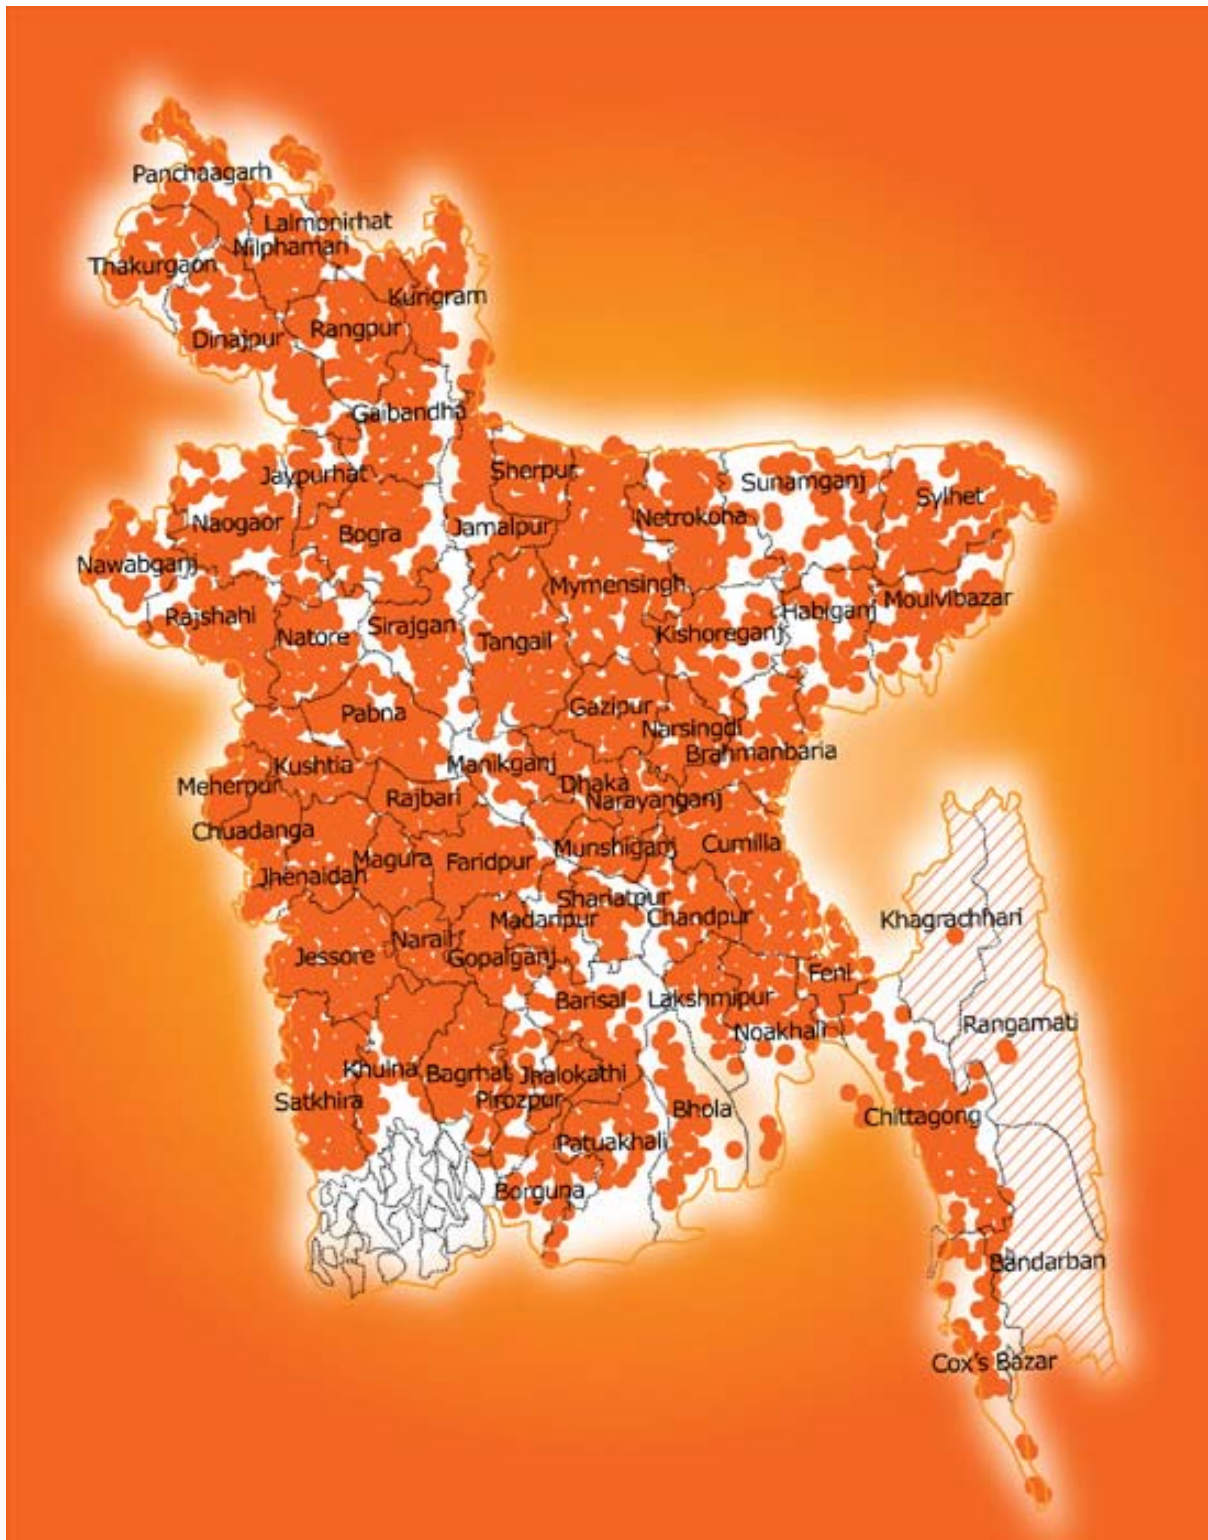 Panchaagarh
Lalmonirhat
Nilphamari
Thakurgaon
Kurigram
Rangpur
Dinajpur
Gaibandha
Jaypurhat
Sherpur
Sunamganj
Sylhet
Naogaor
Netrokoha
Bogra
Jamalpur
Nawabganj
Mymensingh
Moulvibazar
Habiganj
Rajshahi
Sirajgan
Kishoreganj
Natore
Tangail
Gazipur
Pabna
Narsingdi
Brahmanbaria
Kushtia
Manikganj
Meherpur
Dhaka
Rajbari
Narayanganj
Chuadanga
Cumilla
Munshiganj
Magura
Faridpur
Jhenaidah
Shariatpur
Khagrachhari
Madaripur
Chandpur
Narail
Jessore
Gopalganj
Feni
Barisal
Lakshmipur
Rangamati
Noakhali
Khulna
Bagrhat
Jhalokathi
Satkhira
Pirozpur
Bhola
Chittagong
Patuakhali
Borguna
Bandarban
Cox's Bazar